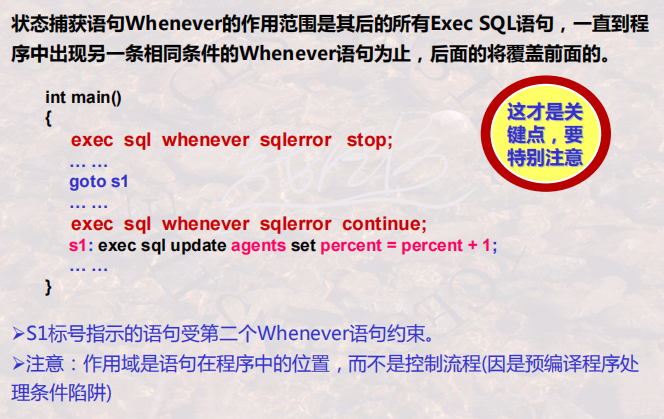 状态捕获语句Whenever的作用范围是其后的所有Exec SQL语句，一直到程
序中出现另一条相同条件的Whenever语句为止，后面的将覆盖前面的。
int main()
{
exec sql whenever sqlerror stop;
… …
goto s1
… …
exec sql whenever sqlerror continue;
s1: exec sql update agents set percent = percent + 1;
… …
}
这才是关
键点，要
特别注意
➢S1标号指示的语句受第二个Whenever语句约束。
➢注意：作用域是语句在程序中的位置，而不是控制流程(因是预编译程序处
理条件陷阱)